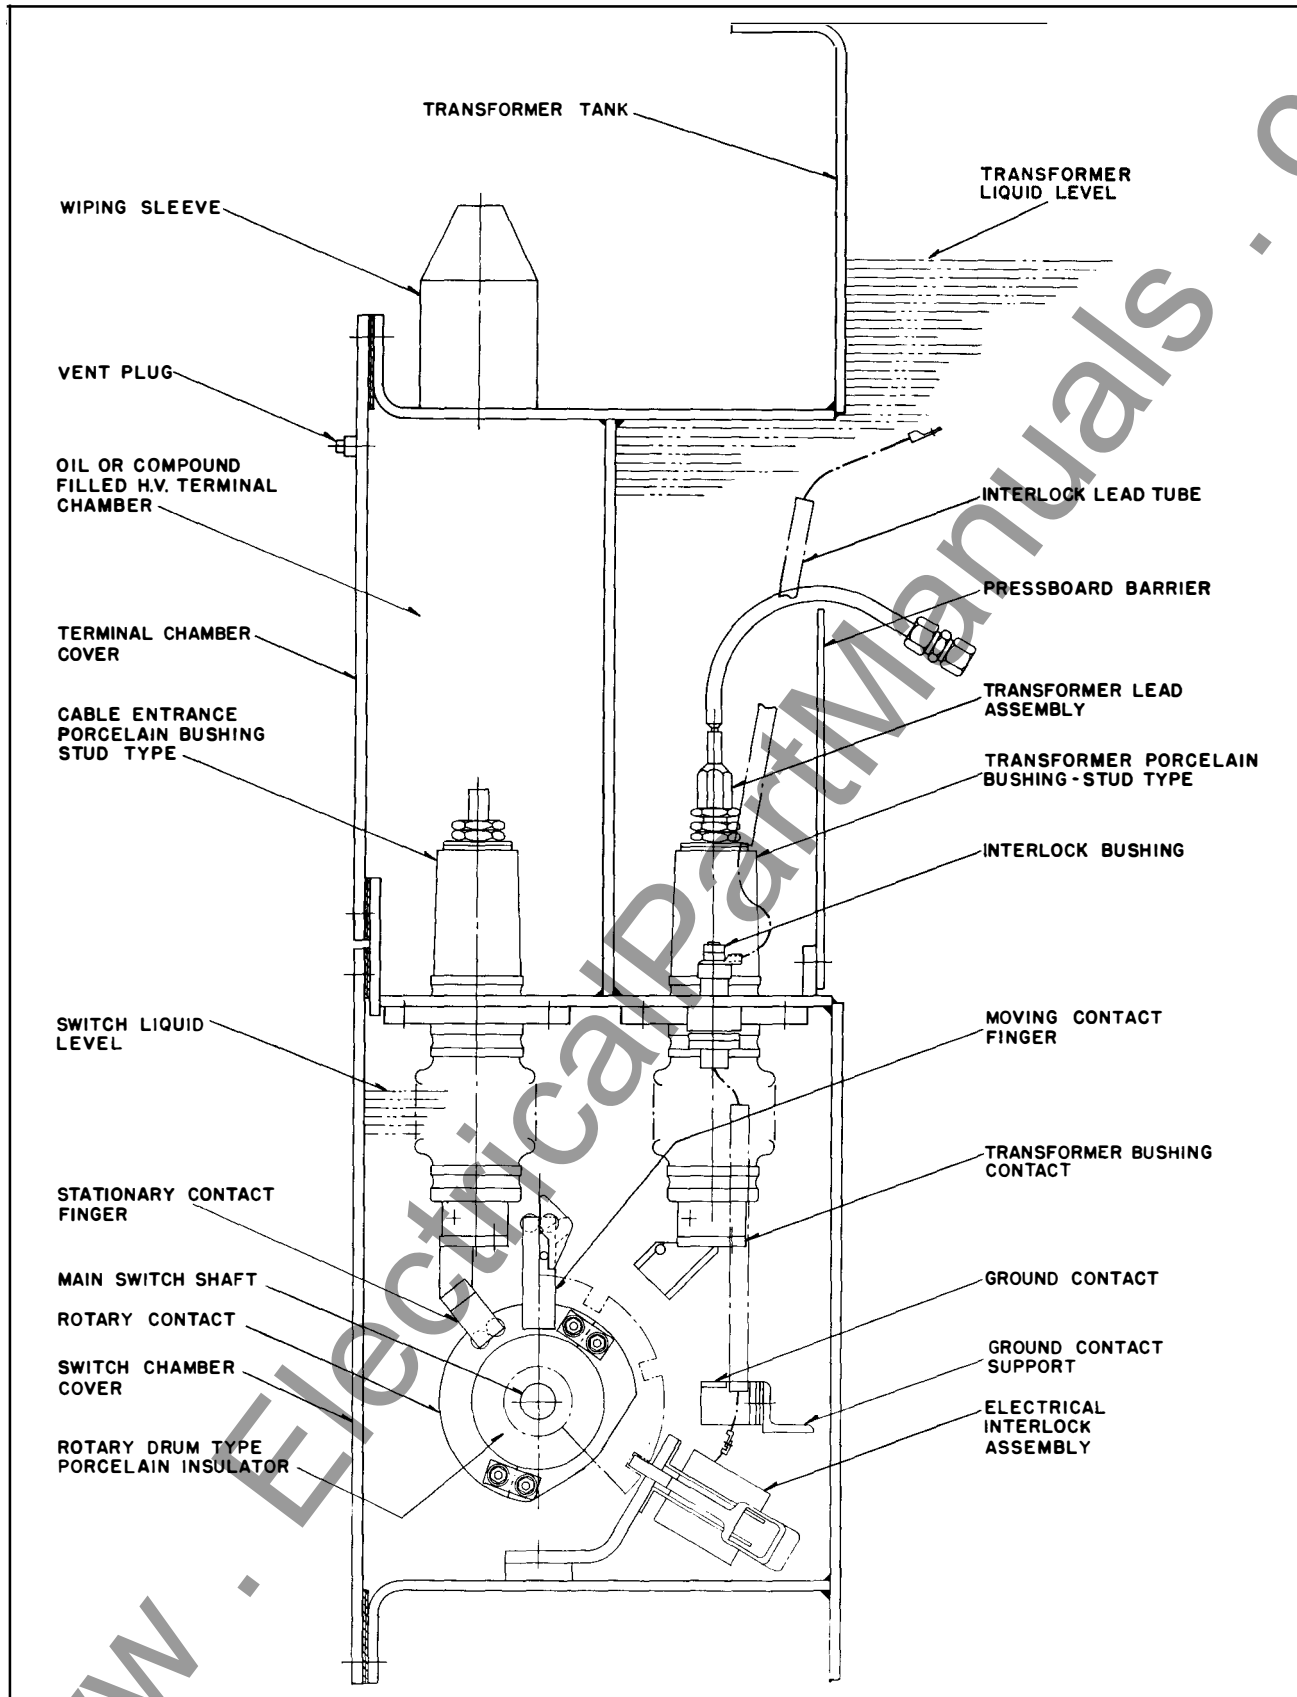 TRANSFORMER TANK
TRANSFORMER
LIQUID LEVEL
WIPING SLEEVE
VENT PLUG
OIL OR COMPOUND
FILLED H.V. TERMINAL
CHAMBER
INTERLOCK LEAD TUBE
PRESSBOARD BARRIER
TERMINAL CHAMBER
COVER
TRANSFORMER LEAD
ASSEMBLY
CABLE ENTRANCE
PORCELAIN BUSHING
STUD TYPE
TRANSFORMER PORCELAIN
BUSHING-STUD TYPE
INTERLOCK BUSHING
SWITCH LIQUID
LEVEL
MOVING CONTACT
FINGER
TRANSFORMER BUSHING
CONTACT
STATIONARY CONTACT
FINGER
MAIN SWITCH SHAFT
GROUND CONTACT
ROTARY CONTACT
GROUND CONTACT
SUPPORT
SWITCH CHAMBER
COVER
ELECTRICAL
INTERLOCK
ASSEMBLY
ROTARY DRUM TYPE
PORCELAIN INSULATOR
w . ElectricalPartManuals .